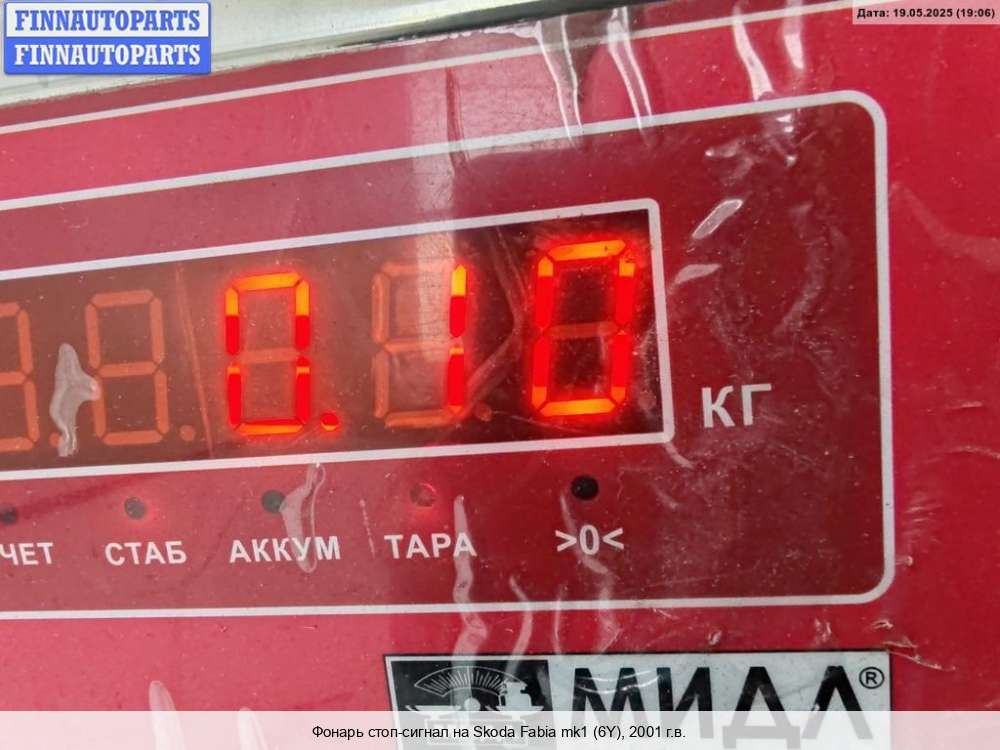 FINNAUTOPARTS
FINNAUTOPARTS
Дата: 19.05.2025 (19:06)
0.10
КГ
ЧЕТ СТАБ АККУМ ТАРА >0<
МИДЛ®
Фонарь стоп-сигнал на Skoda Fabia mk1 (6Y), 2001 г.в.